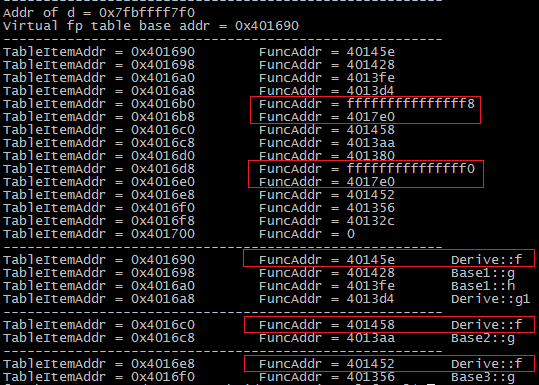 -----------------------------------------------------
Addr of d = 0x7fbffff7f0
Virtual fp table base addr = 0x401690
-----------------------------------------------------
TableItemAddr = 0x401690 FuncAddr = 40145e
TableItemAddr = 0x401698 FuncAddr = 401428
TableItemAddr = 0x4016a0 FuncAddr = 4013fe
TableItemAddr = 0x4016a8 FuncAddr = 4013d4
TableItemAddr = 0x4016b0 FuncAddr = fffffffffffffff8
TableItemAddr = 0x4016b8 FuncAddr = 4017e0
TableItemAddr = 0x4016c0 FuncAddr = 401458
TableItemAddr = 0x4016c8 FuncAddr = 4013aa
TableItemAddr = 0x4016d0 FuncAddr = 401380
TableItemAddr = 0x4016d8 FuncAddr = fffffffffffffff0
TableItemAddr = 0x4016e0 FuncAddr = 4017e0
TableItemAddr = 0x4016e8 FuncAddr = 401452
TableItemAddr = 0x4016f0 FuncAddr = 401356
TableItemAddr = 0x4016f8 FuncAddr = 40132c
TableItemAddr = 0x401700 FuncAddr = 0
-----------------------------------------------------
TableItemAddr = 0x401690 FuncAddr = 40145e Derive::f
TableItemAddr = 0x401698 FuncAddr = 401428 Base1::g
TableItemAddr = 0x4016a0 FuncAddr = 4013fe Base1::h
TableItemAddr = 0x4016a8 FuncAddr = 4013d4 Derive::g1
-----------------------------------------------------
TableItemAddr = 0x4016c0 FuncAddr = 401458 Derive::f
TableItemAddr = 0x4016c8 FuncAddr = 4013aa Base2::g
-----------------------------------------------------
TableItemAddr = 0x4016e8 FuncAddr = 401452 Derive::f
TableItemAddr = 0x4016f0 FuncAddr = 401356 Base3::g